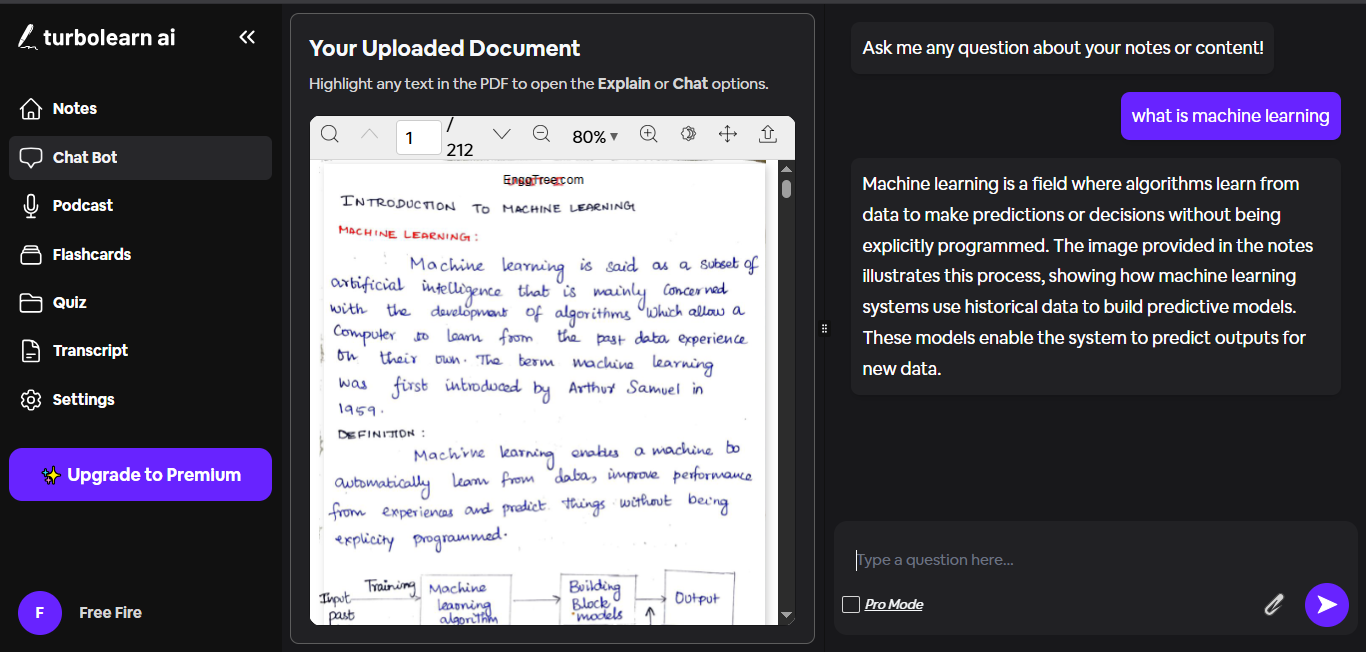 turbolearn ai
Notes
Chat Bot
Podcast
Flashcards
Quiz
Transcript
Settings
✨ Upgrade to Premium
F
Free Fire
Your Uploaded Document
Highlight any text in the PDF to open the Explain or Chat options.
1
/
212
80%
EnggTree.com
INTRODUCTION TO MACHINE LEARNING
MACHINE LEARNING:
Machine learning is said as a subset of
artificial intelligence that is mainly concerned
with the development of algorithms which allow a
Computer to learn from the past data experience
on their own. The term machine learning
was first introduced by Arthur Samuel in
1959.
DEFINITION:
Machine learning enables a machine to
automatically learn from data, improve performance
from experiences and predict things without being
explicity programmed.
Training
Input
past
Machine
learning
algorithm
Building
Block
models
Output
Ask me any question about your notes or content!
what is machine learning
Machine learning is a field where algorithms learn from
data to make predictions or decisions without being
explicitly programmed. The image provided in the notes
illustrates this process, showing how machine learning
systems use historical data to build predictive models.
These models enable the system to predict outputs for
new data.
Type a question here...
Pro Mode